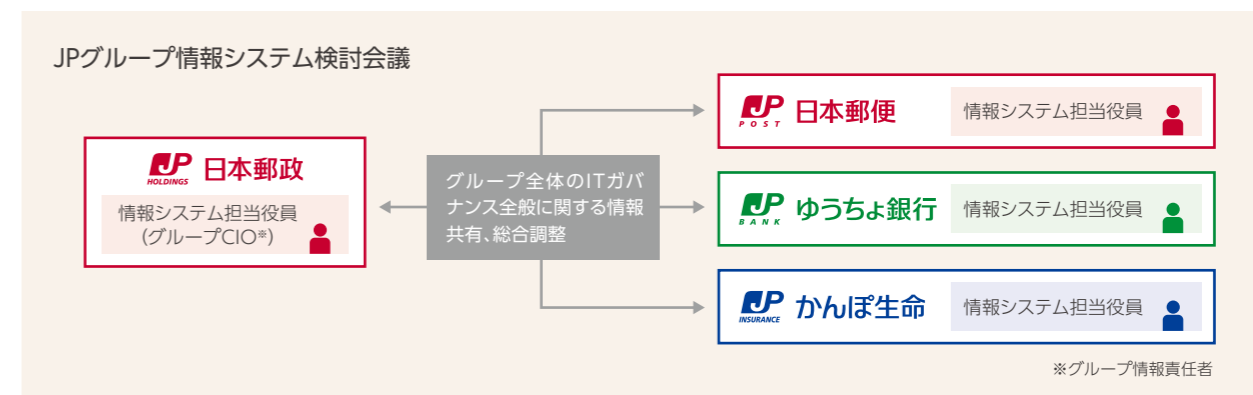 JPグループ情報システム検討会議
JP
HOLDINGS
日本郵政
情報システム担当役員
(グループCIO※)
グループ全体のITガバ
ナンス全般に関する情報
共有、総合調整
JP
POST
日本郵便
情報システム担当役員
JP
BANK
ゆうちょ銀行
情報システム担当役員
JP
INSURANCE
かんぽ生命
情報システム担当役員
※グループ情報責任者